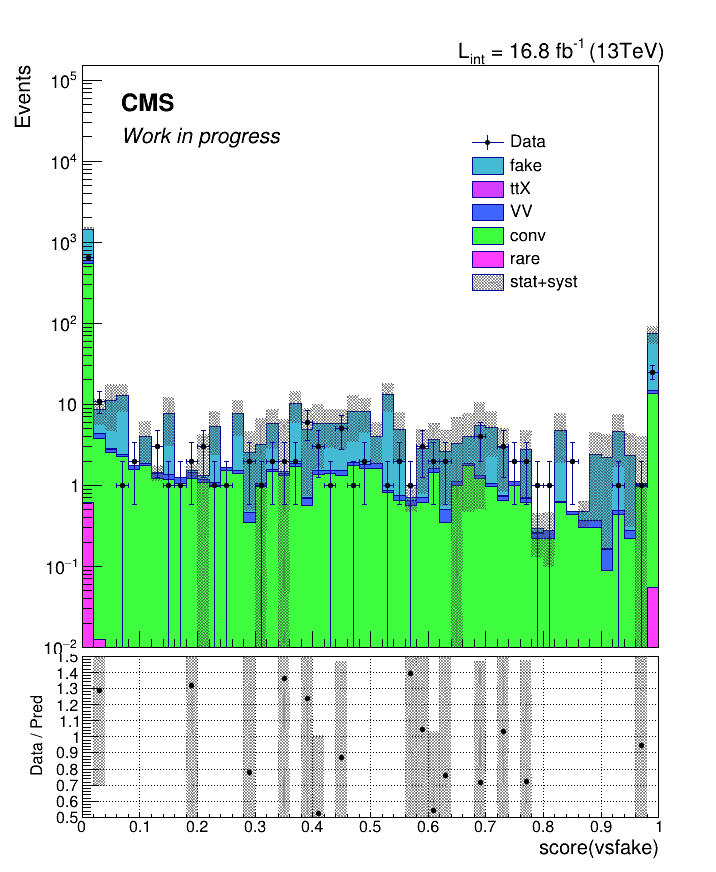 L_int = 16.8 fb^-1 (13TeV)
Events
10^5
CMS
Work in progress
Data
10^4
fake
ttX
VV
10^3
conv
rare
stat+syst
10^2
10
1
10^−1
10^−2
1.5
1.4
1.3
1.2
1.1
1
0.9
0.8
0.7
0.6
0.5
Data / Pred
0 0.1 0.2 0.3 0.4 0.5 0.6 0.7 0.8 0.9 1
score(vsfake)